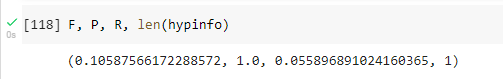 [118] F, P, R, len(hypinfo)
0s
(0.10587566172288572, 1.0, 0.055896891024160365, 1)